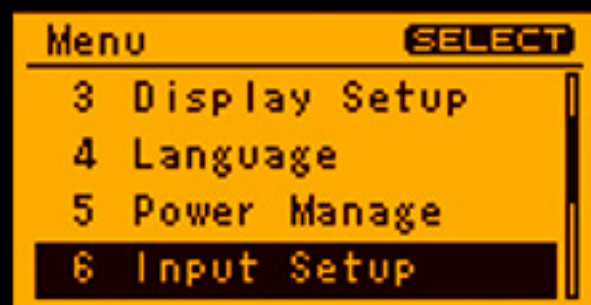 Menu SELECT
3 Display Setup
4 Language
5 Power Manage
6 Input Setup